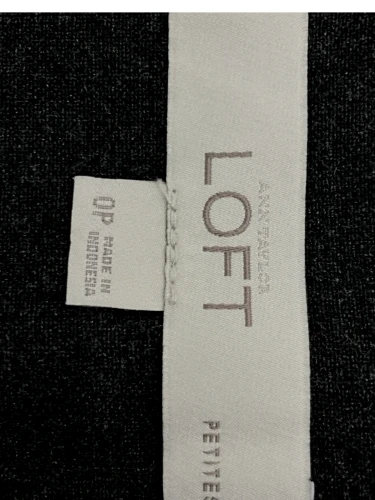 ANN TAYLOR
LOFT
PETITES
0P
MADE IN
INDONESIA